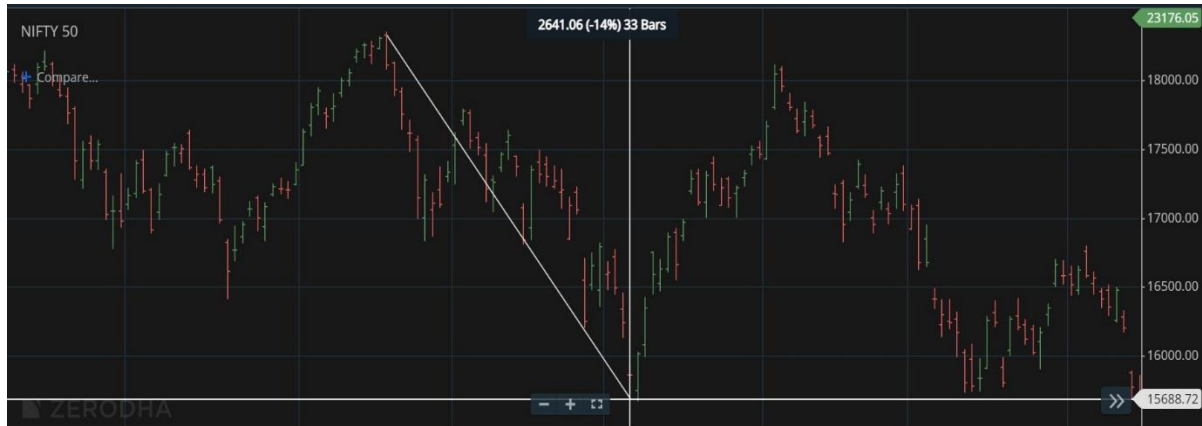 2641.06 (-14%) 33 Bars
23176.05
NIFTY 50
+ Compare...
18000.00
17500.00
17000.00
16500.00
16000.00
15688.72
ZERODHA